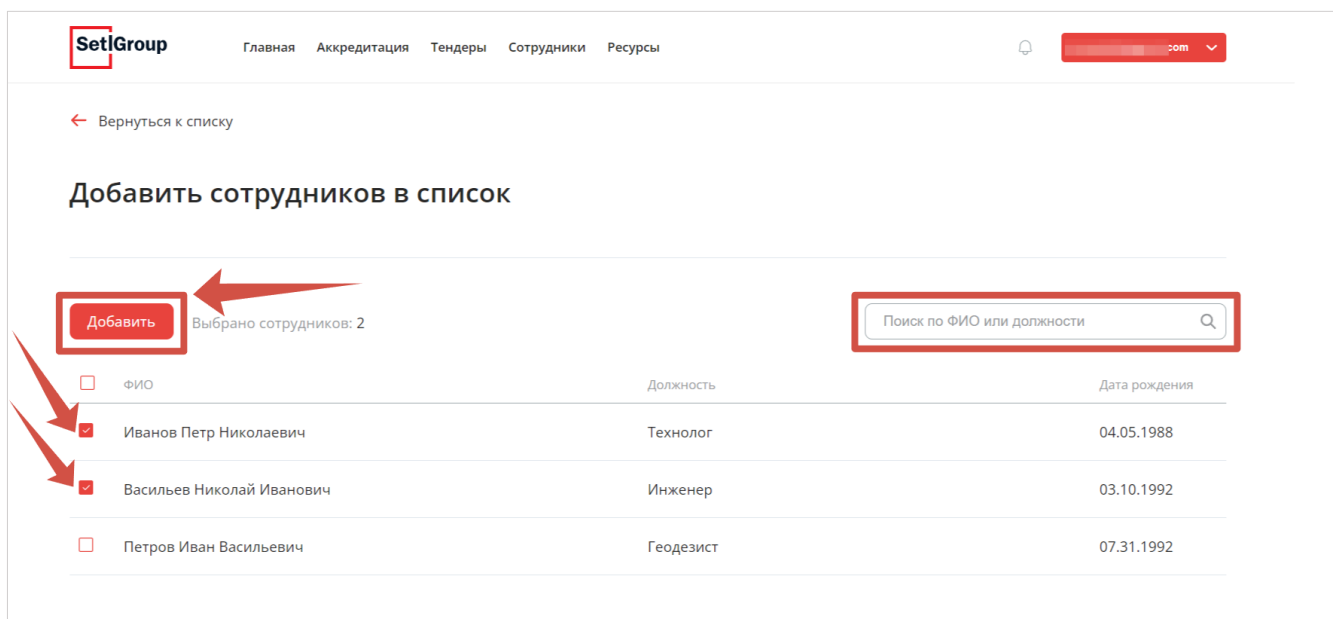 SetlGroup Главная Аккредитация Тендеры Сотрудники Ресурсы com
Вернуться к списку
Добавить сотрудников в список
Добавить Выбрано сотрудников: 2 Поиск по ФИО или должности
ФИО Должность Дата рождения
Иванов Петр Николаевич Технолог 04.05.1988
Васильев Николай Иванович Инженер 03.10.1992
Петров Иван Васильевич Геодезист 07.31.1992